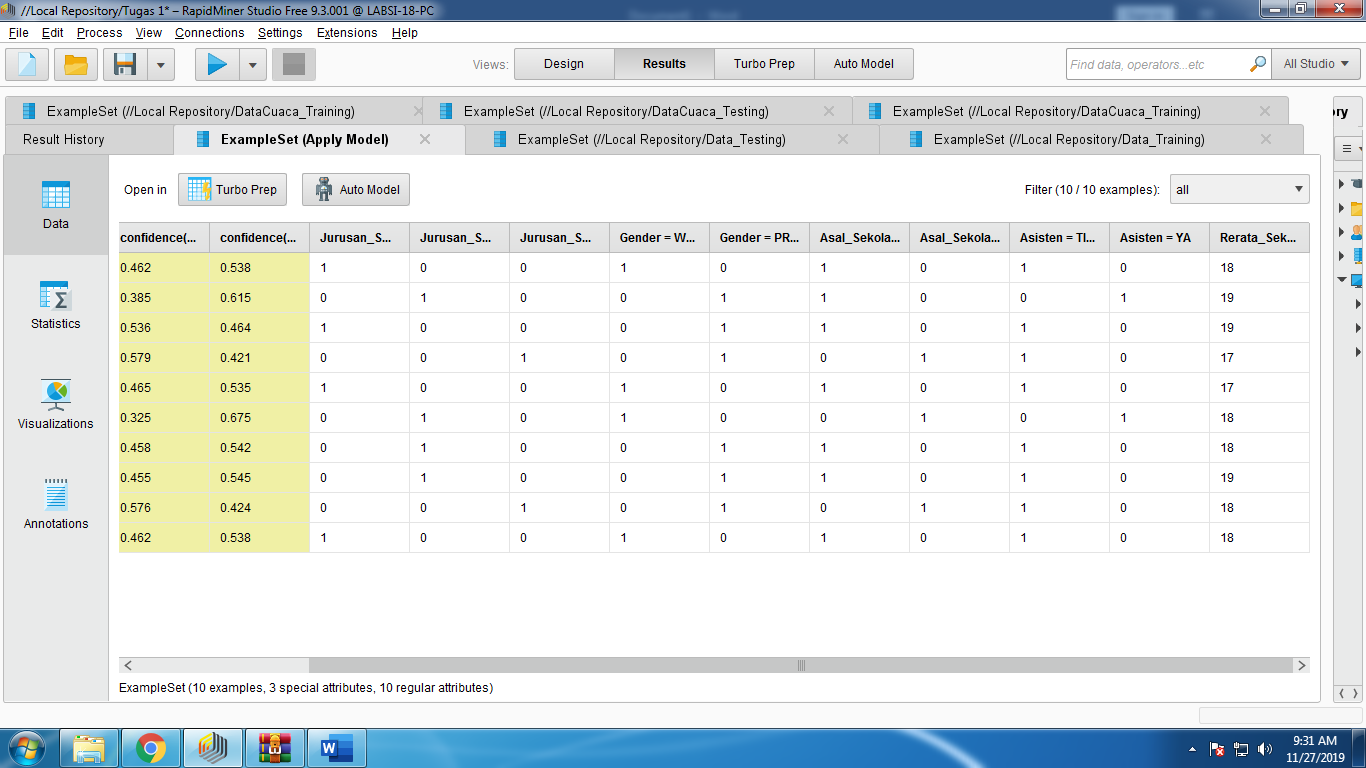 //Local Repository/Tugas 1* – RapidMiner Studio Free 9.3.001 @ LABSI-18-PC
File Edit Process View Connections Settings Extensions Help
Views: Design Results Turbo Prep Auto Model Find data, operators...etc All Studio
ExampleSet (///Local Repository/DataCuaca_Training) ExampleSet (///Local Repository/DataCuaca_Testing) ExampleSet (///Local Repository/DataCuaca_Training) ory
Result History ExampleSet (Apply Model) ExampleSet (///Local Repository/Data_Testing) ExampleSet (///Local Repository/Data_Training)
Data
Statistics
Visualizations
Annotations
Open in Turbo Prep Auto Model Filter (10 / 10 examples): all
confidence(... confidence(... Jurusan_S... Jurusan_S... Jurusan_S... Gender = W... Gender = PR... Asal_Sekola... Asal_Sekola... Asisten = TI... Asisten = YA Rerata_Sek...
0.462 0.538 1 0 0 1 0 1 0 1 0 18
0.385 0.615 0 1 0 0 1 1 0 0 1 19
0.536 0.464 1 0 0 0 1 1 0 1 0 19
0.579 0.421 0 0 1 0 1 0 1 1 0 17
0.465 0.535 1 0 0 1 0 1 0 1 0 17
0.325 0.675 0 1 0 1 0 0 1 0 1 18
0.458 0.542 0 1 0 0 1 1 0 1 0 18
0.455 0.545 0 1 0 0 1 1 0 1 0 19
0.576 0.424 0 0 1 0 1 0 1 1 0 18
0.462 0.538 1 0 0 1 0 1 0 1 0 18
ExampleSet (10 examples, 3 special attributes, 10 regular attributes)
9:31 AM
11/27/2019